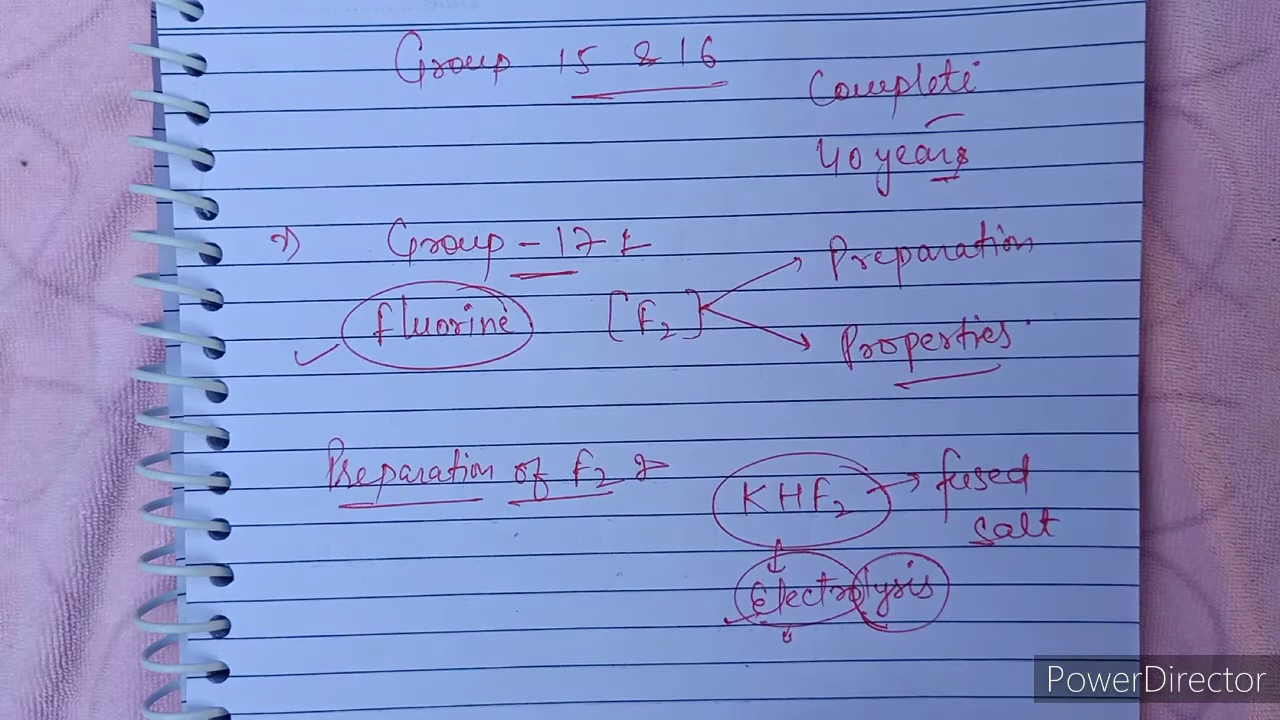 Group 15 & 16
Complete
40 years
Group - 17
Preparation
fluorine [F2]
Properties
Preparation of F2
KHF2 → fused
salt
Electrolysis
PowerDirector